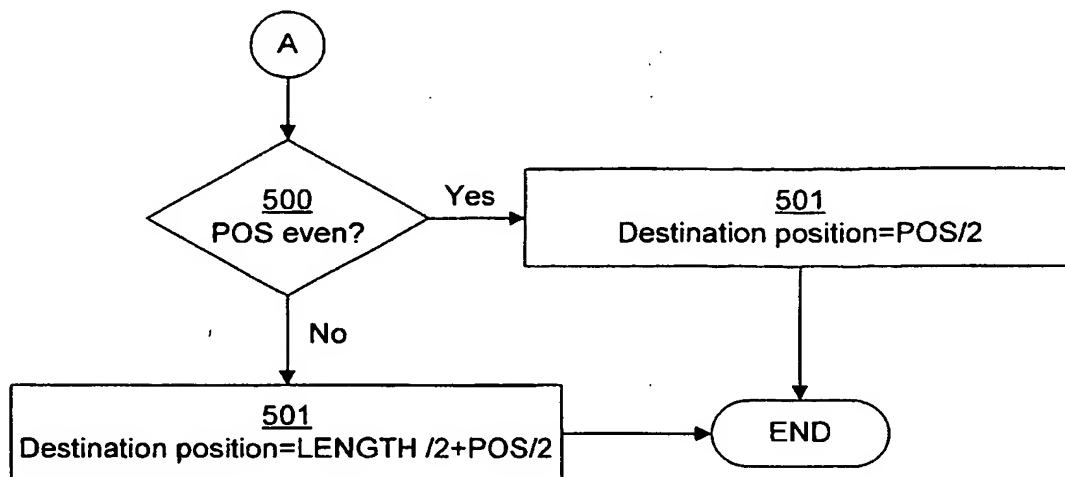 A
500
POS even?
Yes
501
Destination position=POS/2
No
501
Destination position=LENGTH /2+POS/2
END